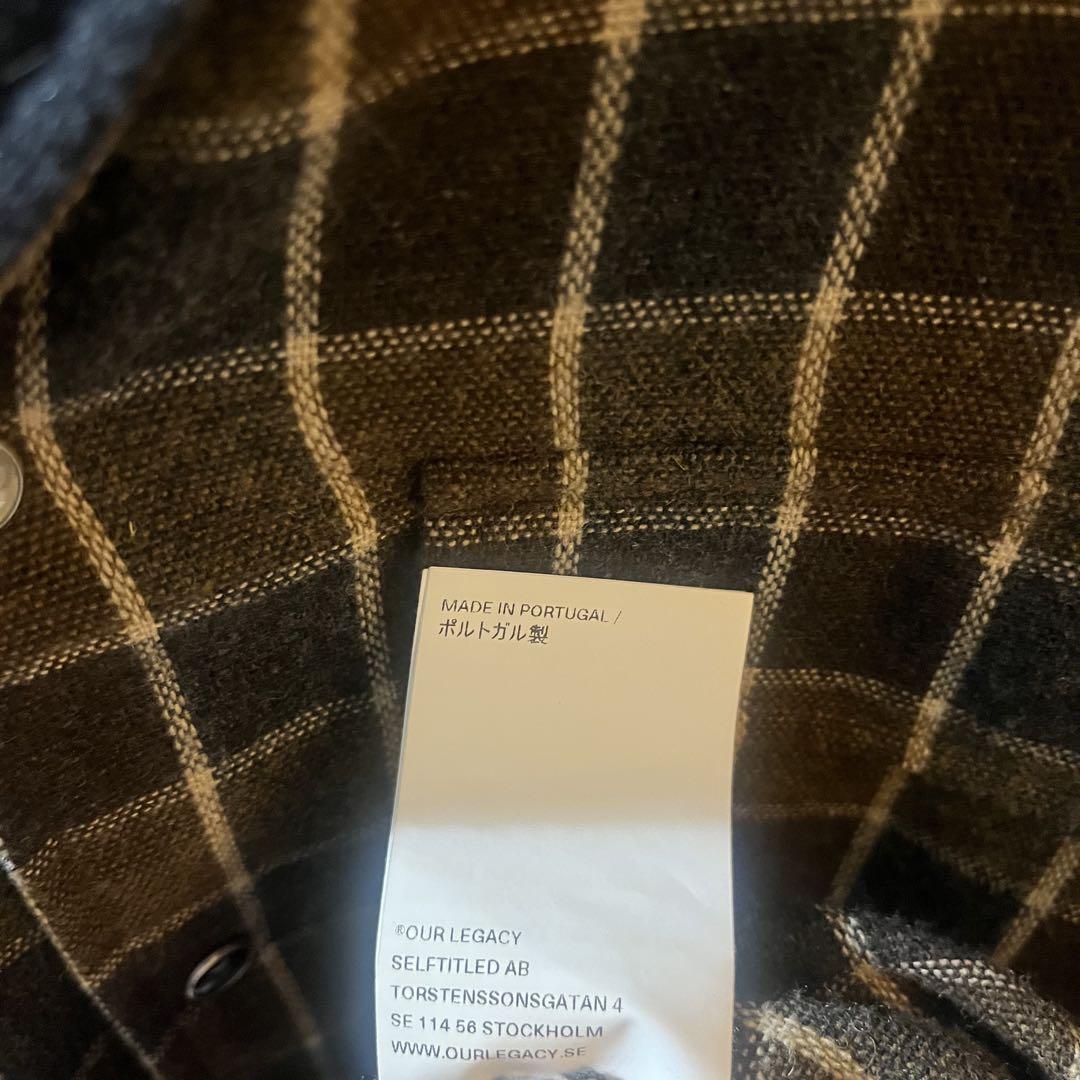 MADE IN PORTUGAL /
ポルトガル製
®OUR LEGACY
SELFTITLED AB
TORSTENSSONSGATAN 4
SE 114 56 STOCKHOLM
WWW.OURLEGACY.SE